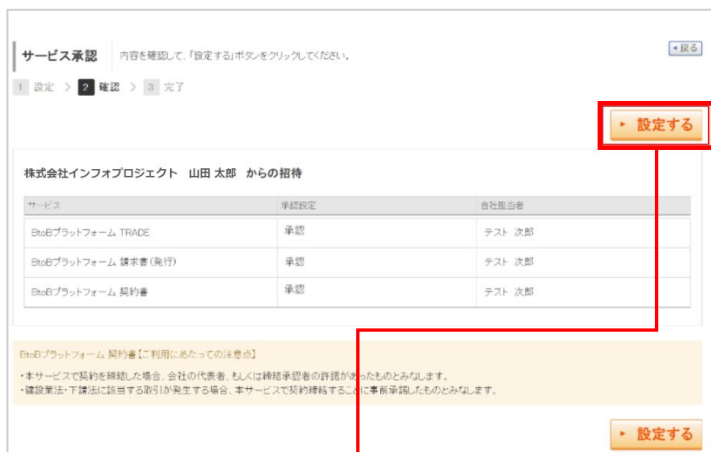 サービス承認 内容を確認して、「設定する」ボタンをクリックしてください。 戻る
1 設定 > 2 確認 > 3 完了
設定する
株式会社インフォプロジェクト 山田 太郎 からの招待
サービス 承認設定 自社担当者
BtoBプラットフォーム TRADE 承認 テスト 次郎
BtoBプラットフォーム 請求書(発行) 承認 テスト 次郎
BtoBプラットフォーム 契約書 承認 テスト 次郎
BtoBプラットフォーム 契約書【ご利用にあたっての注意点】
・本サービスで契約を締結した場合、会社の代表者、もしくは締結承認者の許諾があったものとみなします。
・建設業法・下請法に該当する取引が発生する場合、本サービスで契約締結することに事前承諾したものとみなします。
設定する